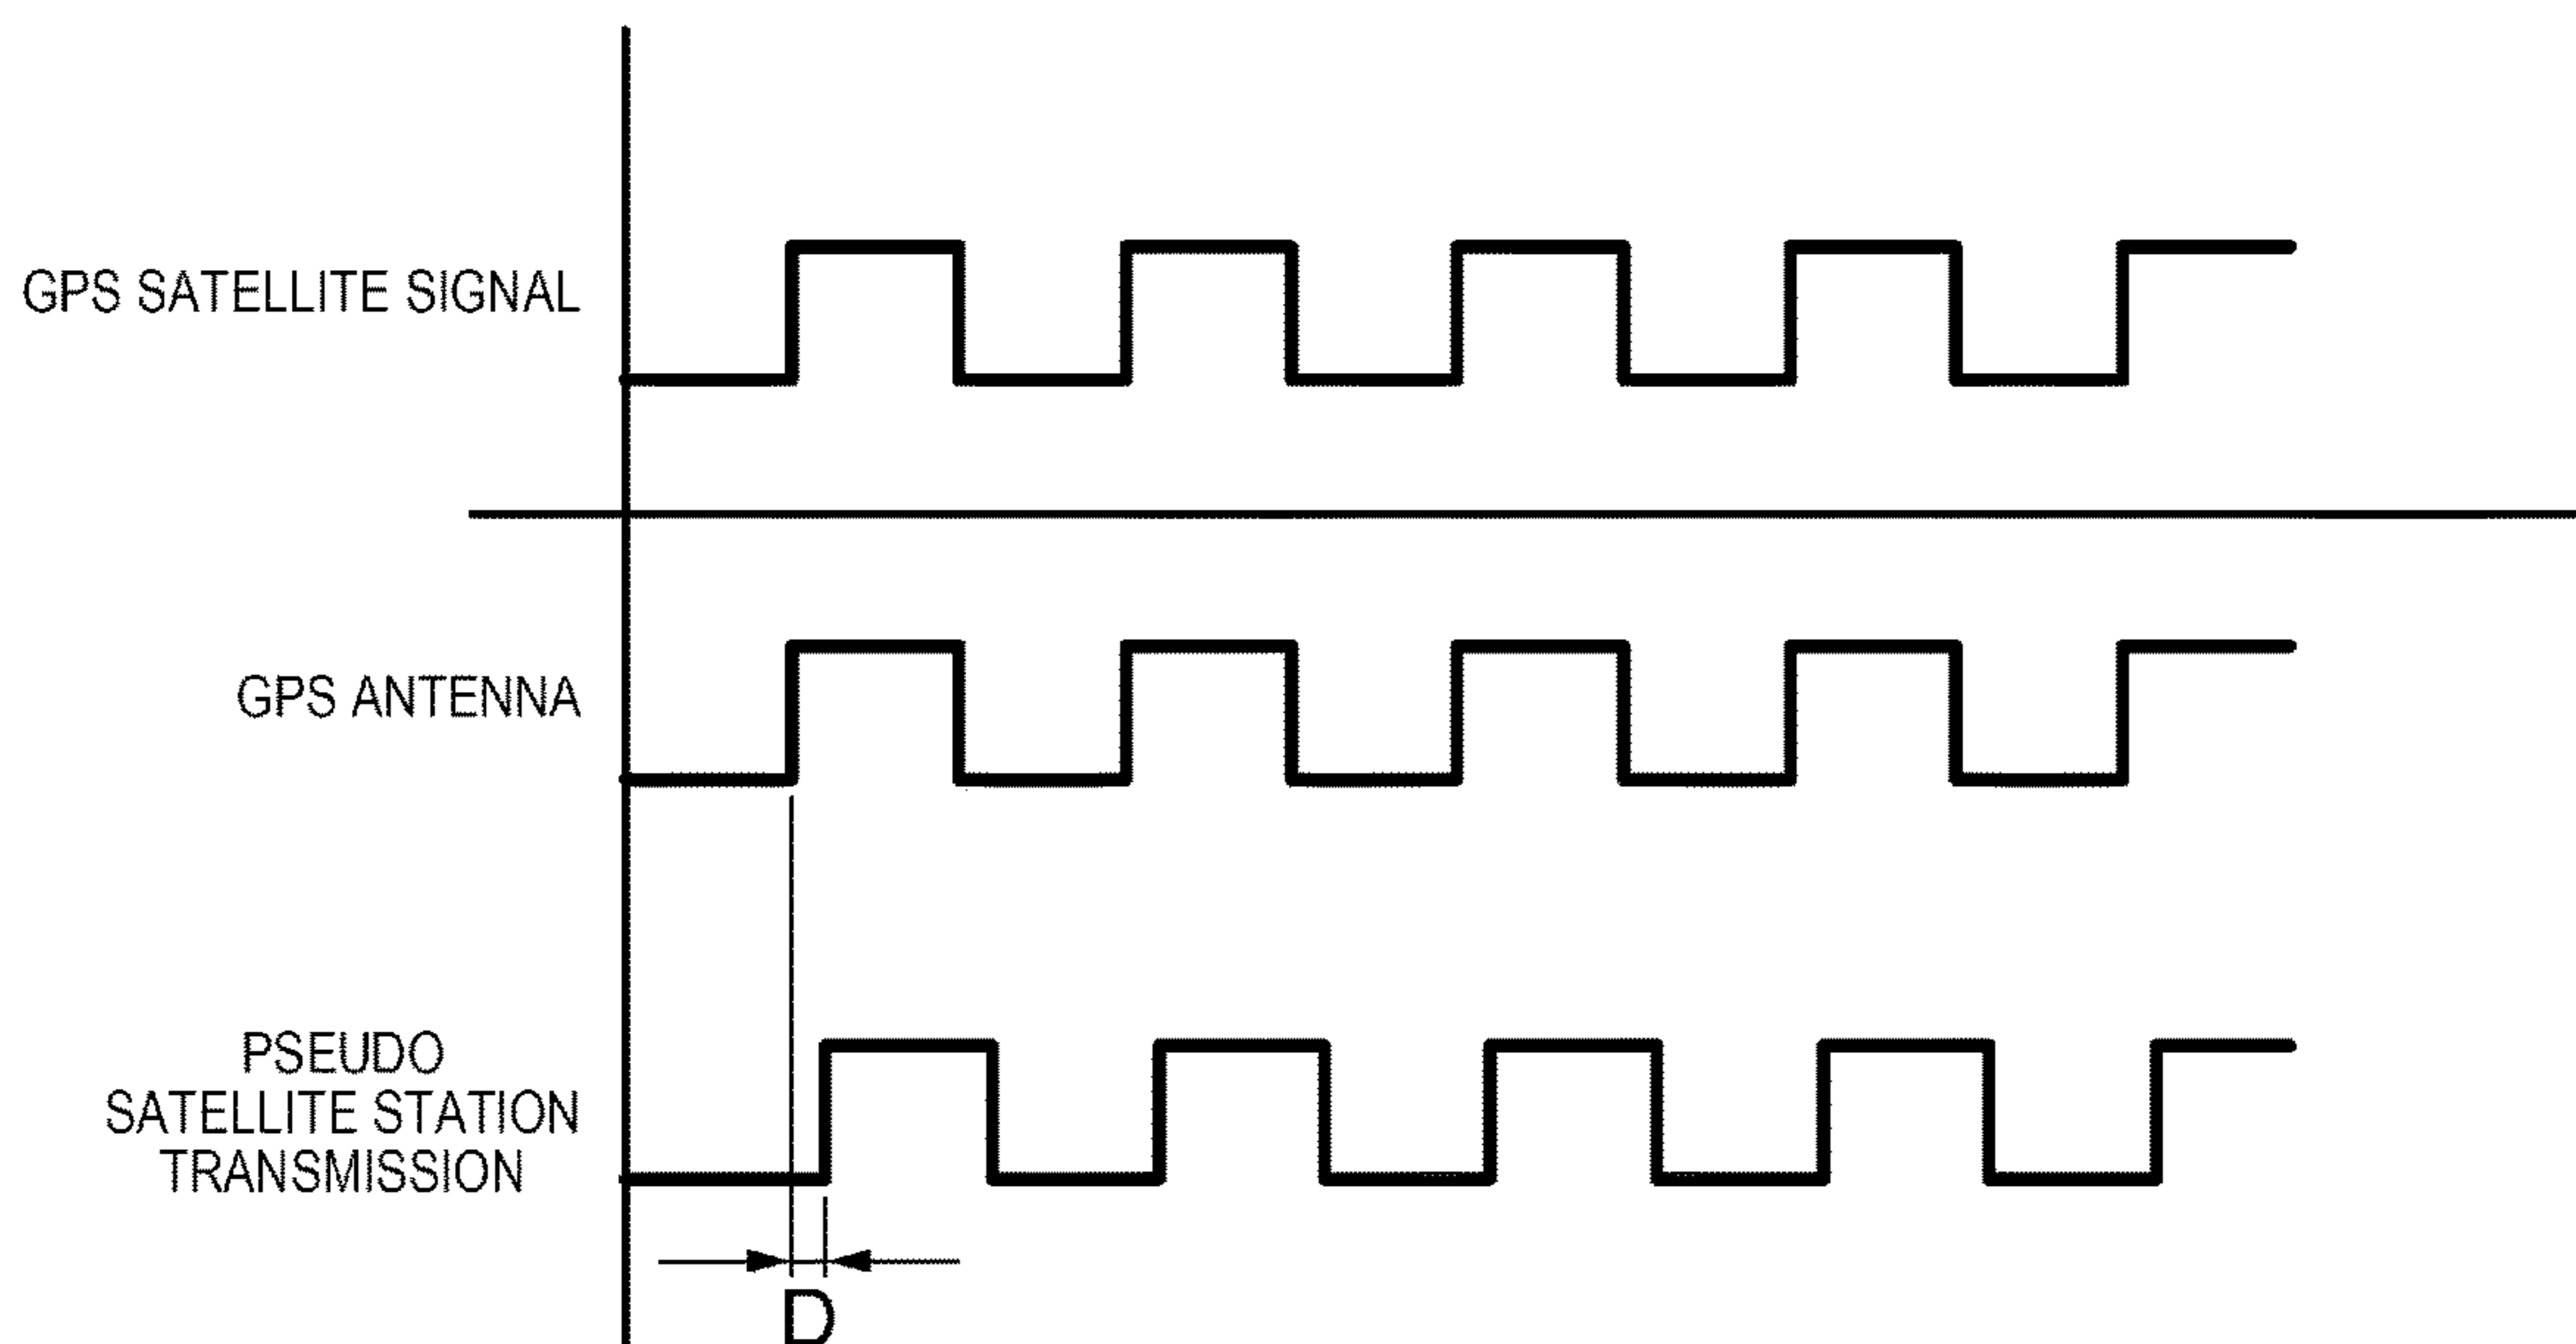 GPS SATELLITE SIGNAL
GPS ANTENNA
PSEUDO
SATELLITE STATION
TRANSMISSION
D